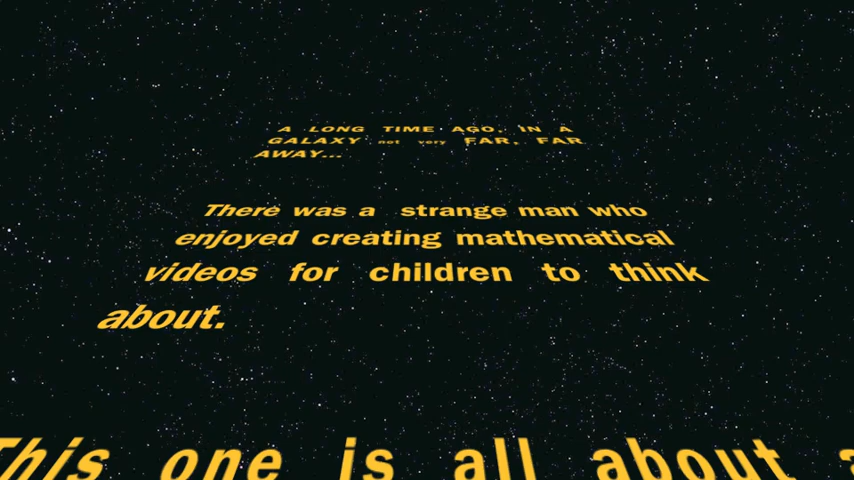 A LONG TIME AGO, IN A
GALAXY not very FAR, FAR
AWAY...
There was a strange man who
enjoyed creating mathematical
videos for children to think
about.
This one is all about a